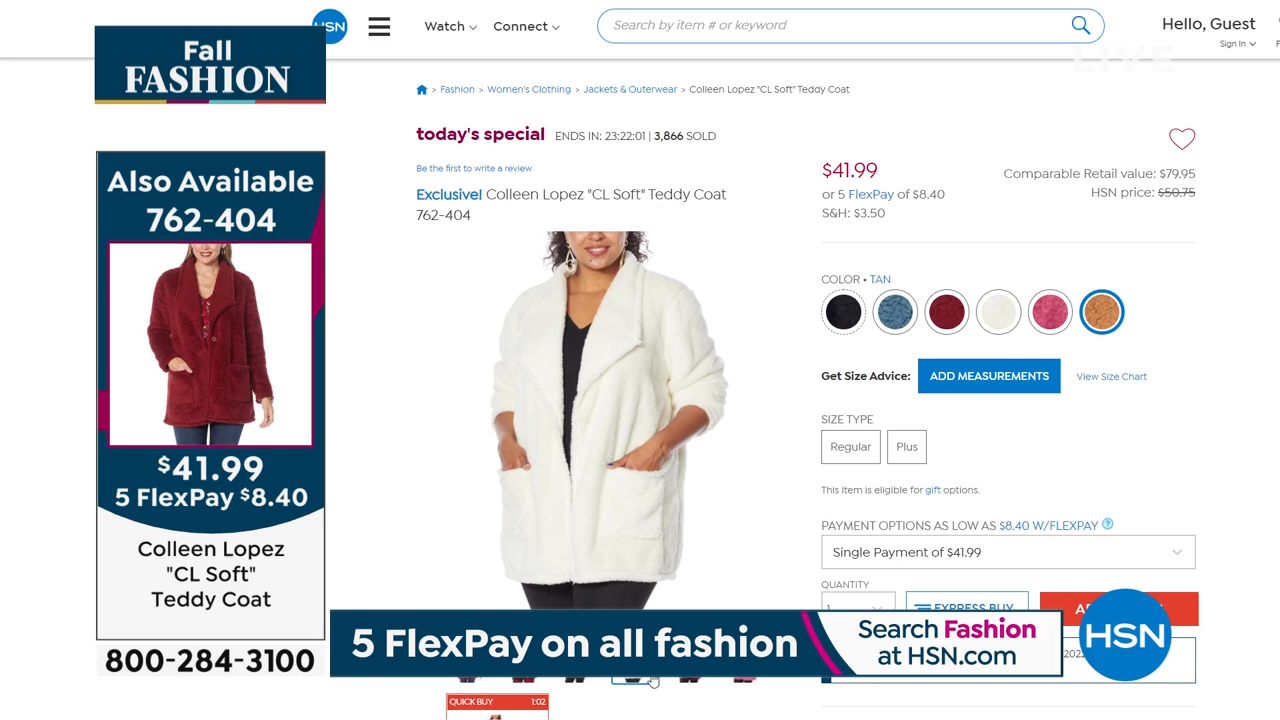 HSN
Watch
Connect
Search by item # or keyword
Hello, Guest
Sign In
LIVE
Fall
FASHION
Fashion > Women's Clothing > Jackets & Outerwear > Colleen Lopez "CL Soft" Teddy Coat
today's special ENDS IN: 23:22:01 | 3,866 SOLD
Be the first to write a review
Exclusive! Colleen Lopez "CL Soft" Teddy Coat
762-404
$41.99
or 5 FlexPay of $8.40
S&H: $3.50
Comparable Retail value: $79.95
HSN price: $50.75
COLOR • TAN
Get Size Advice:
ADD MEASUREMENTS
View Size Chart
SIZE TYPE
Regular
Plus
This item is eligible for gift options.
PAYMENT OPTIONS AS LOW AS $8.40 W/FLEXPAY ?
Single Payment of $41.99
QUANTITY
1
EXPRESS BUY
Also Available
762-404
$41.99
5 FlexPay $8.40
Colleen Lopez
"CL Soft"
Teddy Coat
800-284-3100
5 FlexPay on all fashion
Search Fashion
at HSN.com
HSN
QUICK BUY 1:02